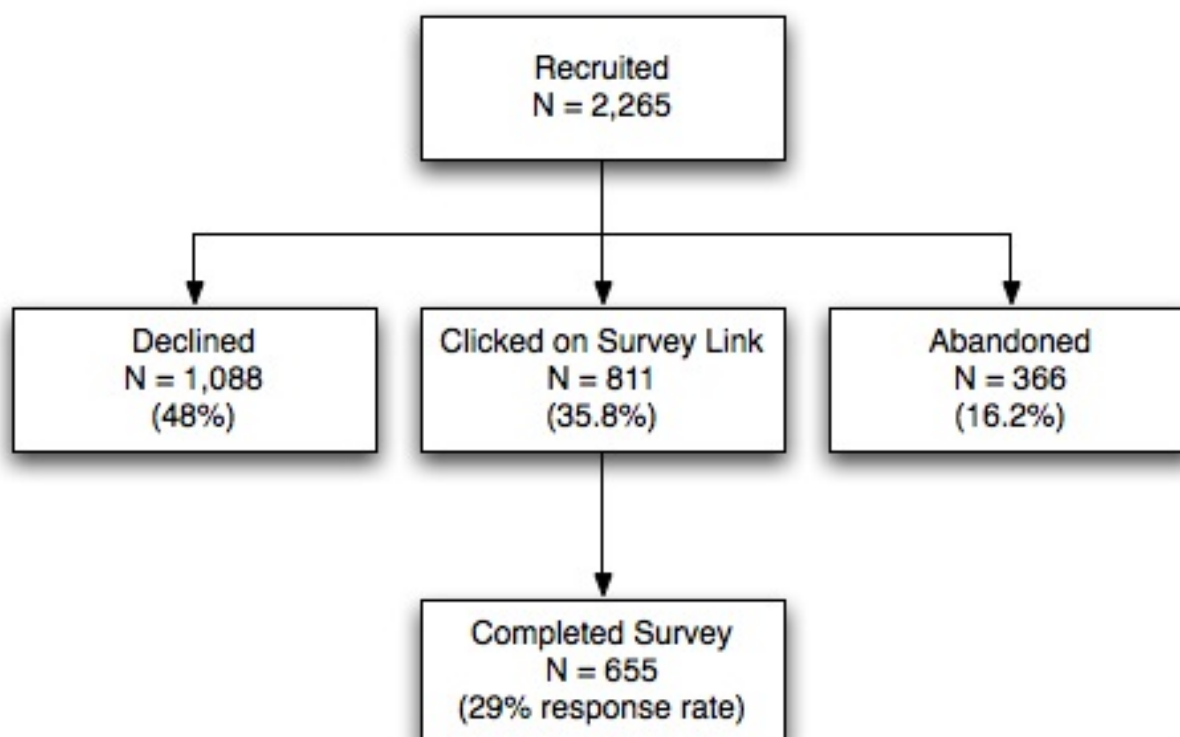 Recruited
N = 2,265
Declined
N = 1,088
(48%)
Clicked on Survey Link
N = 811
(35.8%)
Abandoned
N = 366
(16.2%)
Completed Survey
N = 655
(29% response rate)